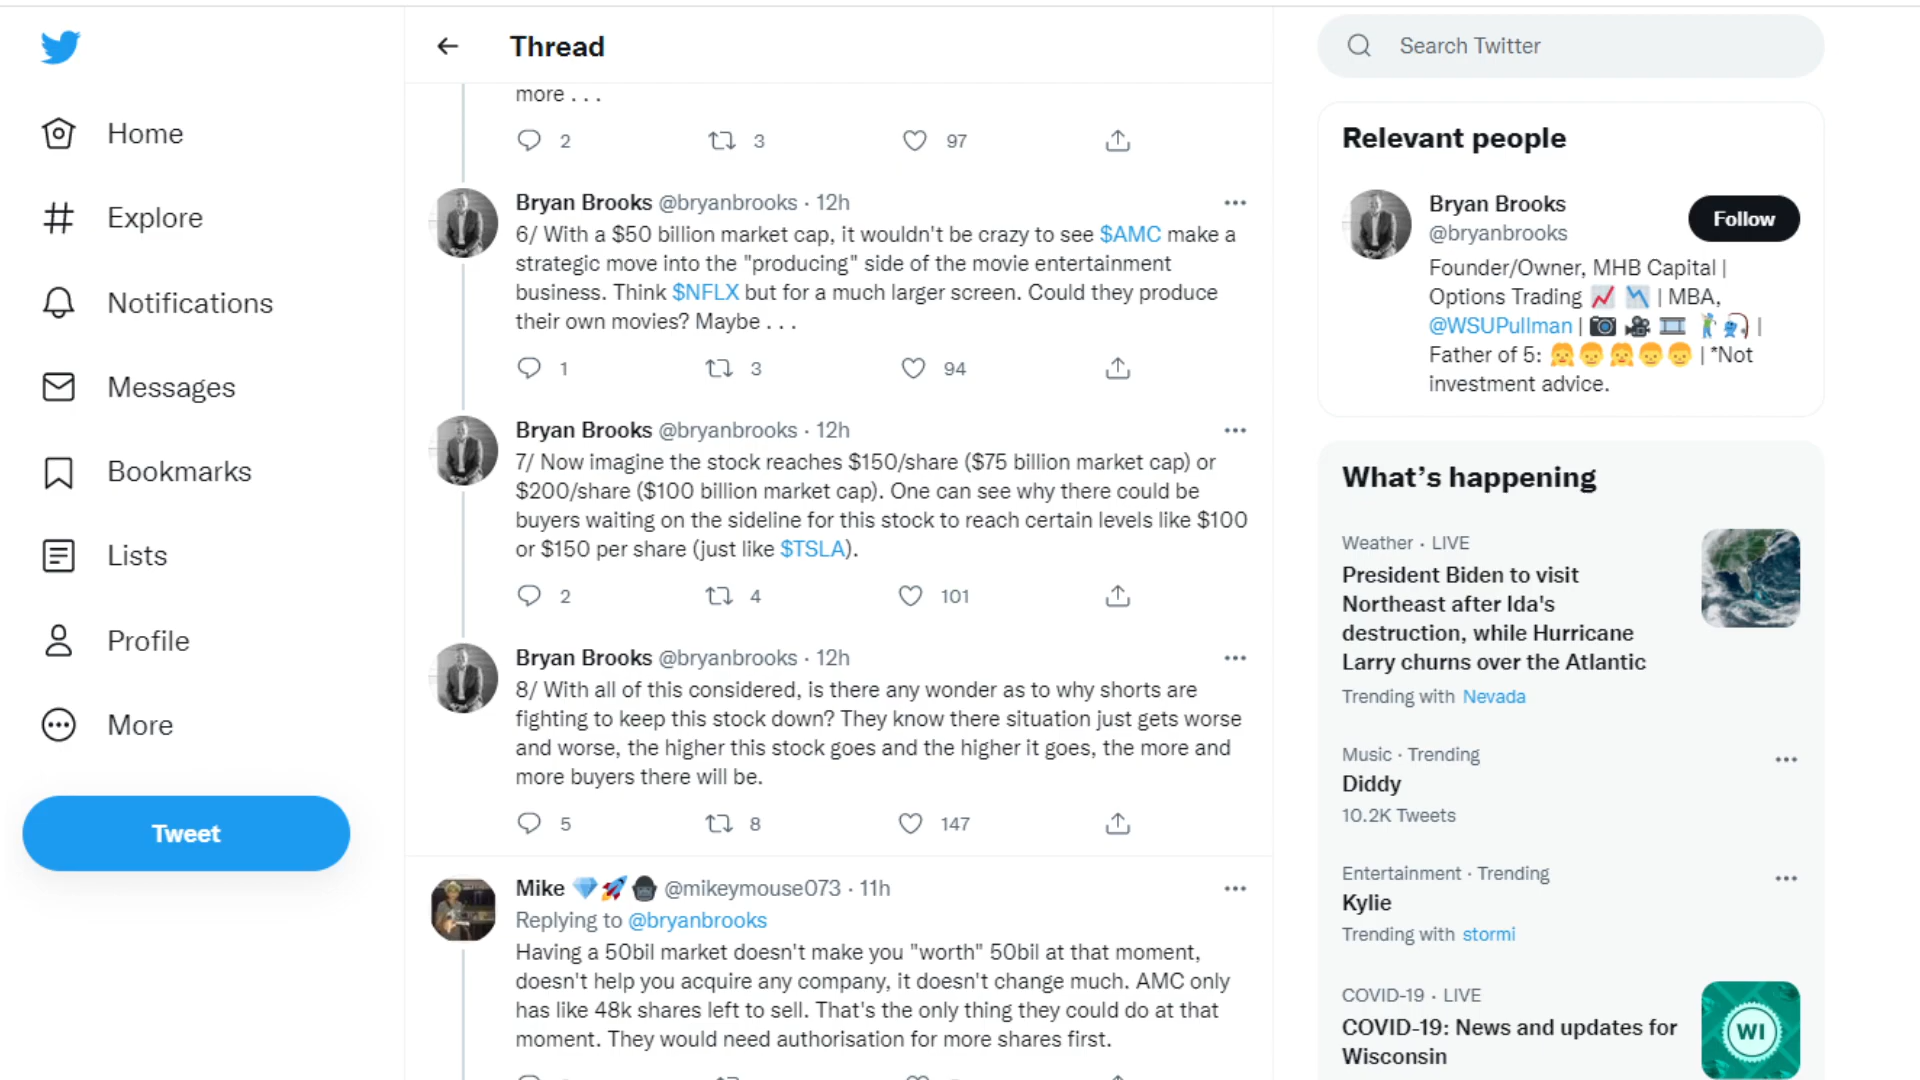 Home
Explore
Notifications
Messages
Bookmarks
Lists
Profile
More
Tweet
Thread
more . . .
2 3 97
Bryan Brooks @bryanbrooks · 12h
6/ With a $50 billion market cap, it wouldn't be crazy to see $AMC make a
strategic move into the "producing" side of the movie entertainment
business. Think $NFLX but for a much larger screen. Could they produce
their own movies? Maybe . . .
1 3 94
Bryan Brooks @bryanbrooks · 12h
7/ Now imagine the stock reaches $150/share ($75 billion market cap) or
$200/share ($100 billion market cap). One can see why there could be
buyers waiting on the sideline for this stock to reach certain levels like $100
or $150 per share (just like $TSLA).
2 4 101
Bryan Brooks @bryanbrooks · 12h
8/ With all of this considered, is there any wonder as to why shorts are
fighting to keep this stock down? They know there situation just gets worse
and worse, the higher this stock goes and the higher it goes, the more and
more buyers there will be.
5 8 147
Mike 💎🚀🦍 @mikeymouse073 · 11h
Replying to @bryanbrooks
Having a 50bil market doesn't make you "worth" 50bil at that moment,
doesn't help you acquire any company, it doesn't change much. AMC only
has like 48k shares left to sell. That's the only thing they could do at that
moment. They would need authorisation for more shares first.
Search Twitter
Relevant people
Bryan Brooks
@bryanbrooks
Follow
Founder/Owner, MHB Capital |
Options Trading 📈 📉 | MBA,
@WSUPullman | 📷 🎥 🎞 🏌 🎣 |
Father of 5: 👧👦👧👦👦 | *Not
investment advice.
What's happening
Weather · LIVE
President Biden to visit
Northeast after Ida's
destruction, while Hurricane
Larry churns over the Atlantic
Trending with Nevada
Music · Trending
Diddy
10.2K Tweets
Entertainment · Trending
Kylie
Trending with stormi
COVID-19 · LIVE
COVID-19: News and updates for
Wisconsin
WI